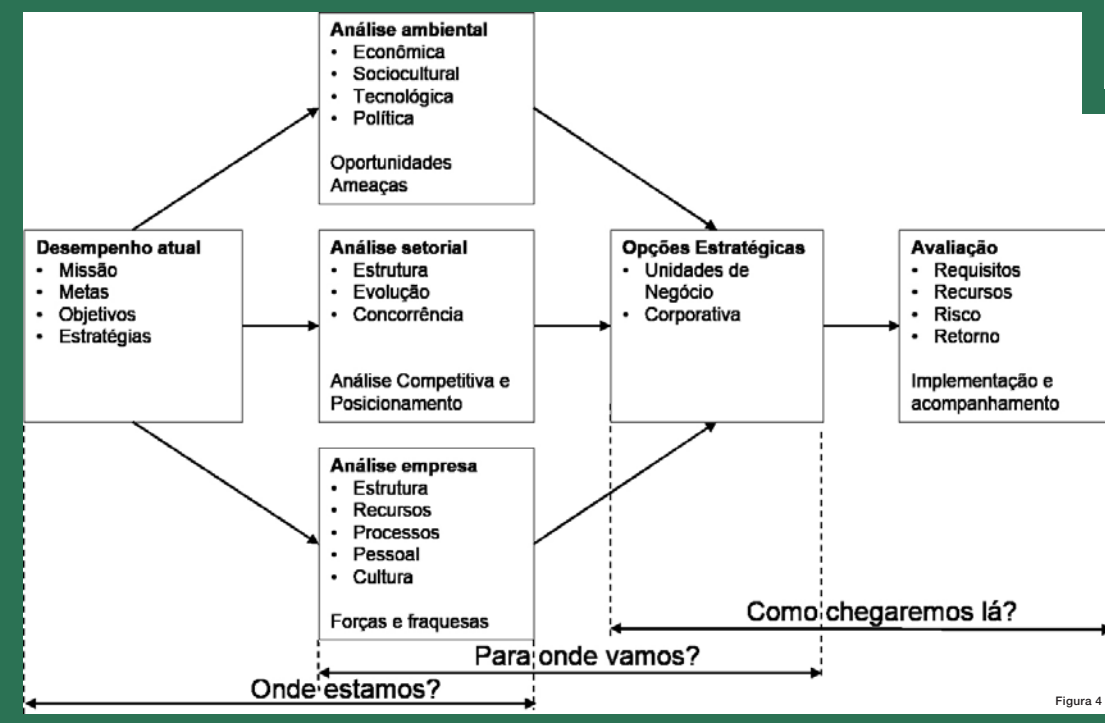 Análise ambiental
• Econômica
• Sociocultural
• Tecnológica
• Política
Oportunidades
Ameaças
Desempenho atual
• Missão
• Metas
• Objetivos
• Estratégias
Análise setorial
• Estrutura
• Evolução
• Concorrência
Análise Competitiva e
Posicionamento
Análise empresa
• Estrutura
• Recursos
• Processos
• Pessoal
• Cultura
Forças e fraquesas
Opções Estratégicas
• Unidades de
Negócio
• Corporativa
Avaliação
• Requisitos
• Recursos
• Risco
• Retorno
Implementação e
acompanhamento
Como chegaremos lá?
Para onde vamos?
Onde estamos?
Figura 4